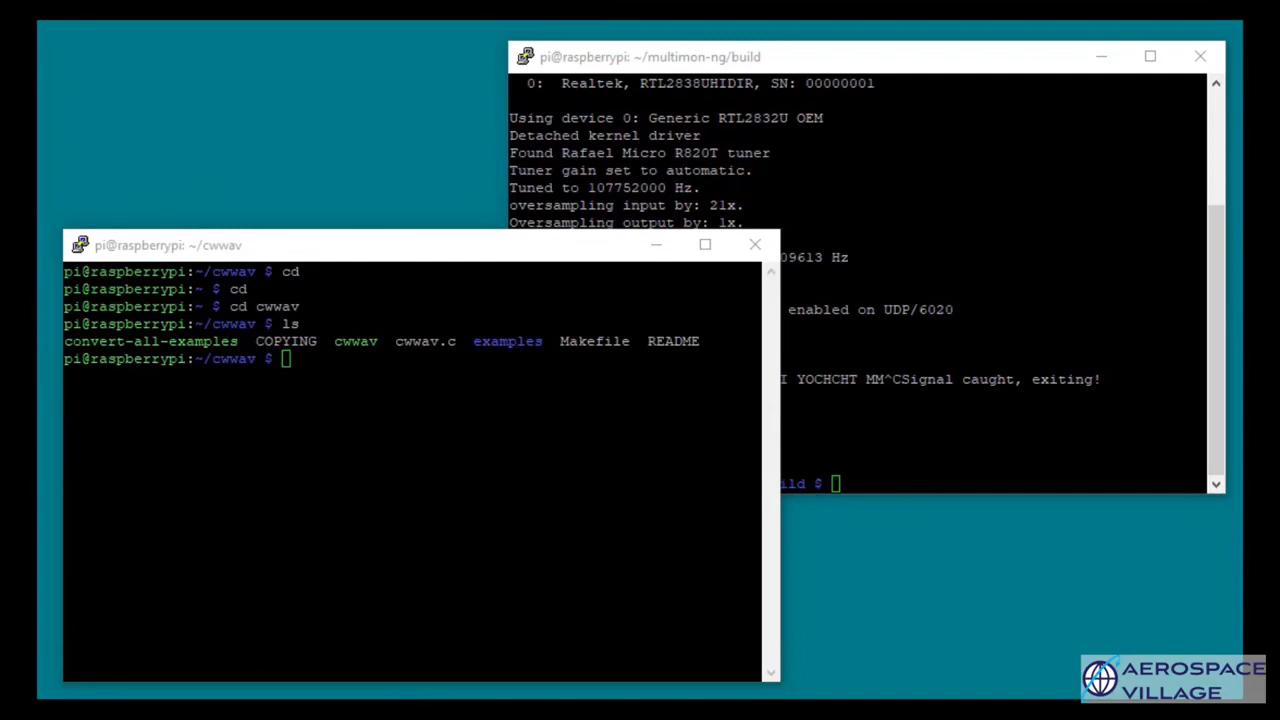 pi@raspberrypi: ~/multimon-ng/build
0: Realtek, RTL2838UHIDIR, SN: 00000001
Using device 0: Generic RTL2832U OEM
Detached kernel driver
Found Rafael Micro R820T tuner
Tuner gain set to automatic.
Tuned to 107752000 Hz.
oversampling input by: 21x.
Oversampling output by: 1x.
09613 Hz
enabled on UDP/6020
I YOCHCHT MM^CSignal caught, exiting!
ild $
pi@raspberrypi: ~/cwwav
pi@raspberrypi:~/cwwav $ cd
pi@raspberrypi:~ $ cd
pi@raspberrypi:~ $ cd cwwav
pi@raspberrypi:~/cwwav $ ls
convert-all-examples COPYING cwwav cwwav.c examples Makefile README
pi@raspberrypi:~/cwwav $
AEROSPACE
VILLAGE